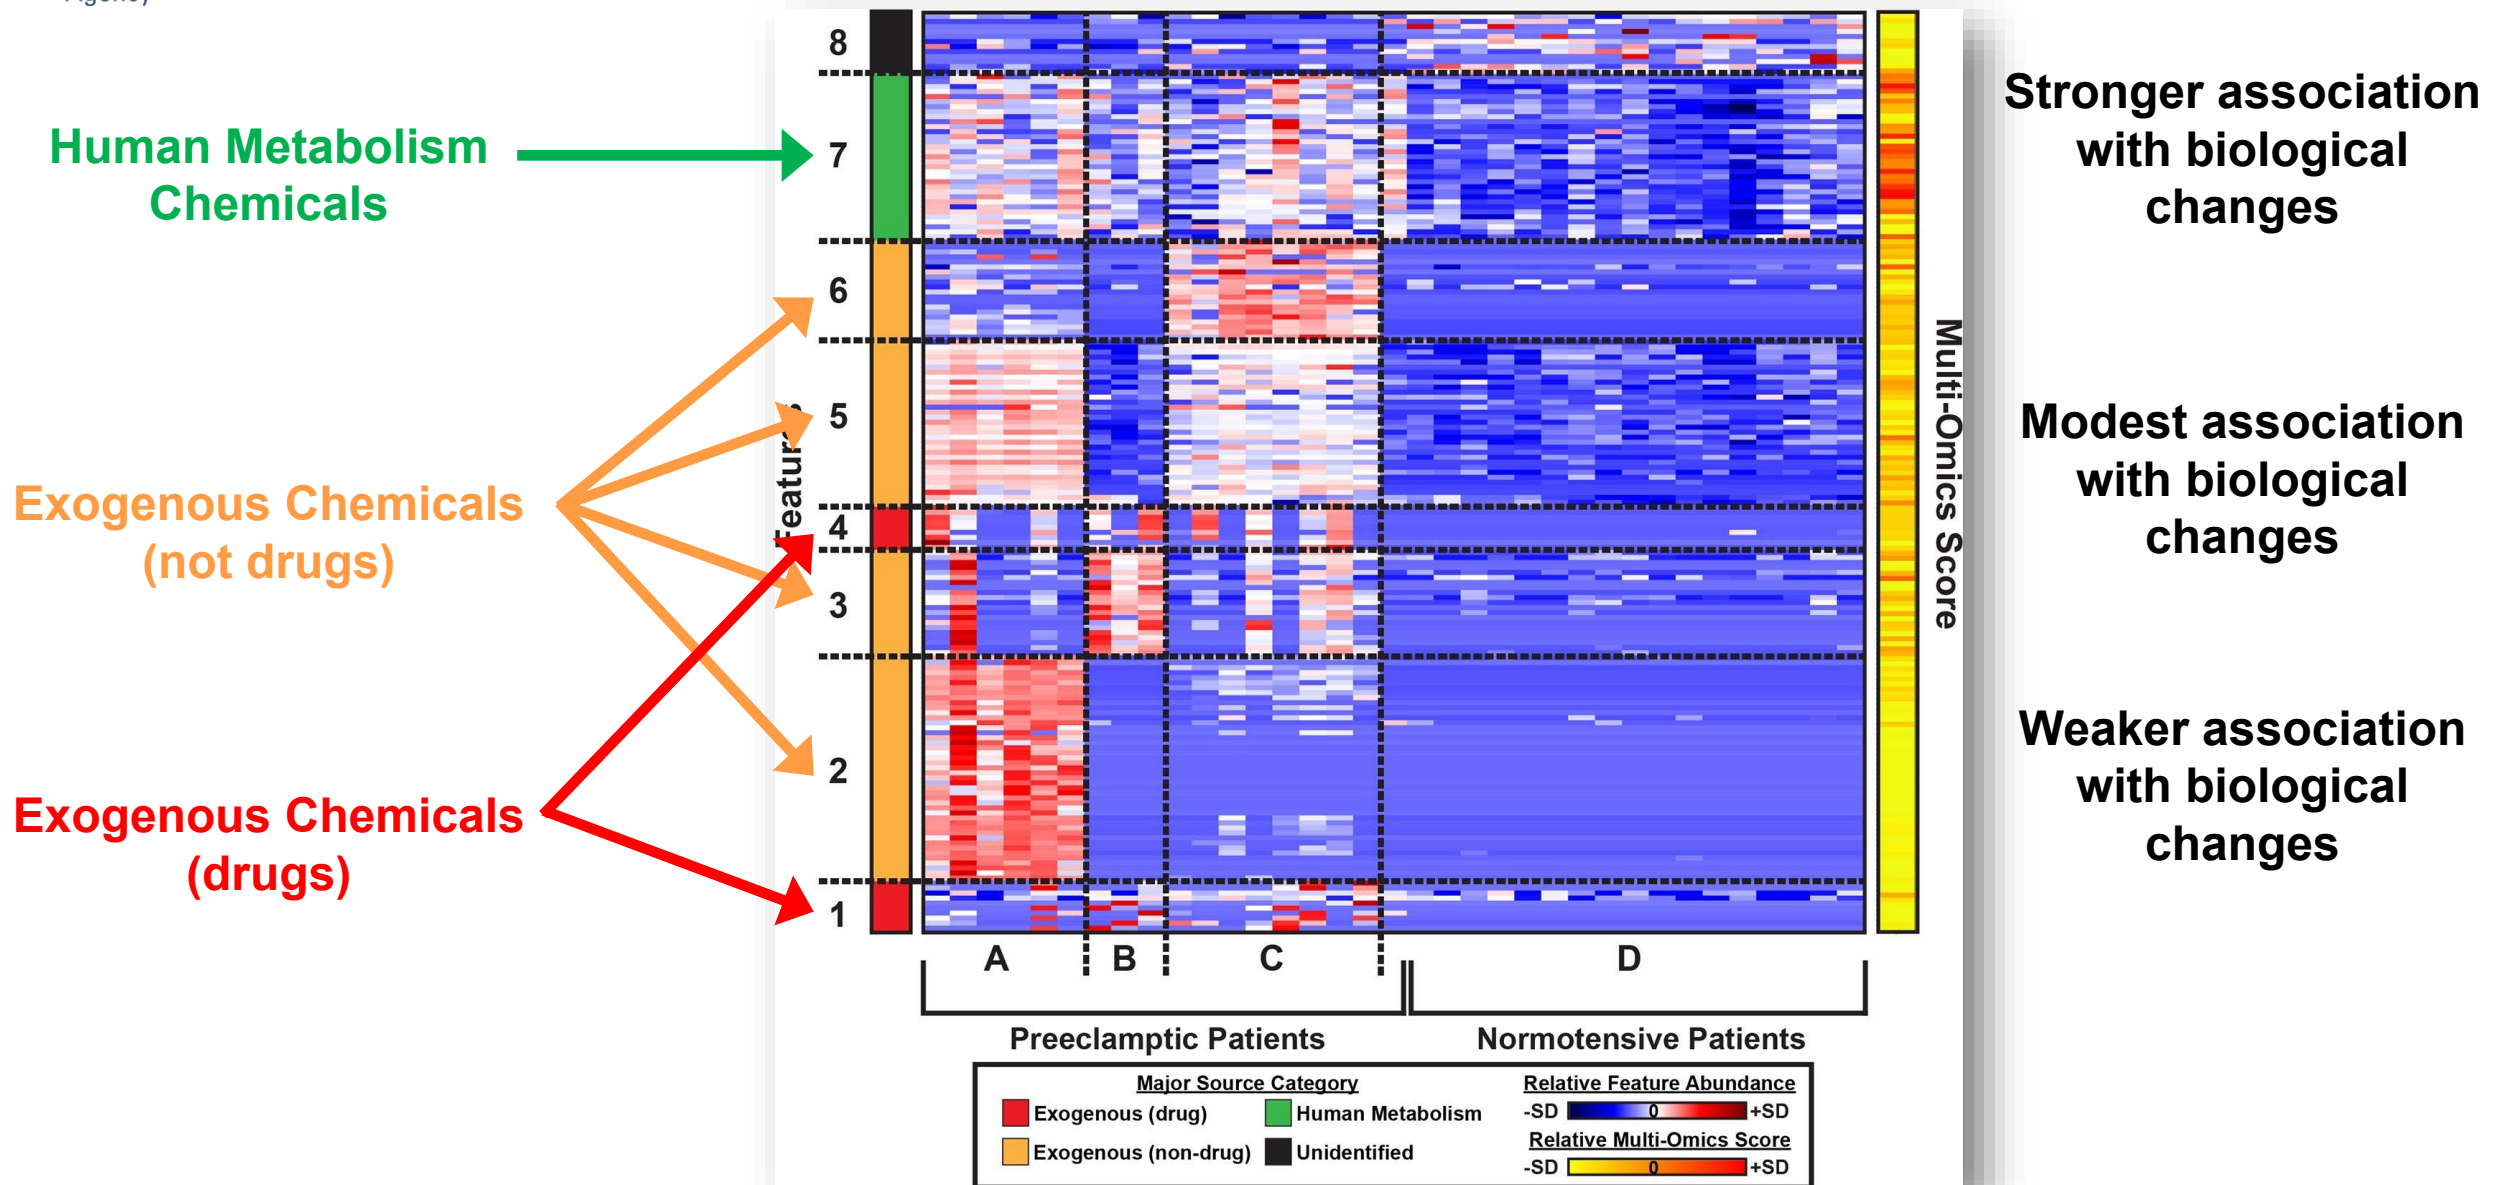 Agency
8
7
6
5
4
3
2
1
Human Metabolism
Chemicals
Exogenous Chemicals
(not drugs)
Exogenous Chemicals
(drugs)
Features
Multi-Omics Score
Stronger association
with biological
changes
Modest association
with biological
changes
Weaker association
with biological
changes
A B C D
Preeclamptic Patients Normotensive Patients
Major Source Category
Exogenous (drug) Human Metabolism
Exogenous (non-drug) Unidentified
Relative Feature Abundance
-SD 0 +SD
Relative Multi-Omics Score
-SD 0 +SD